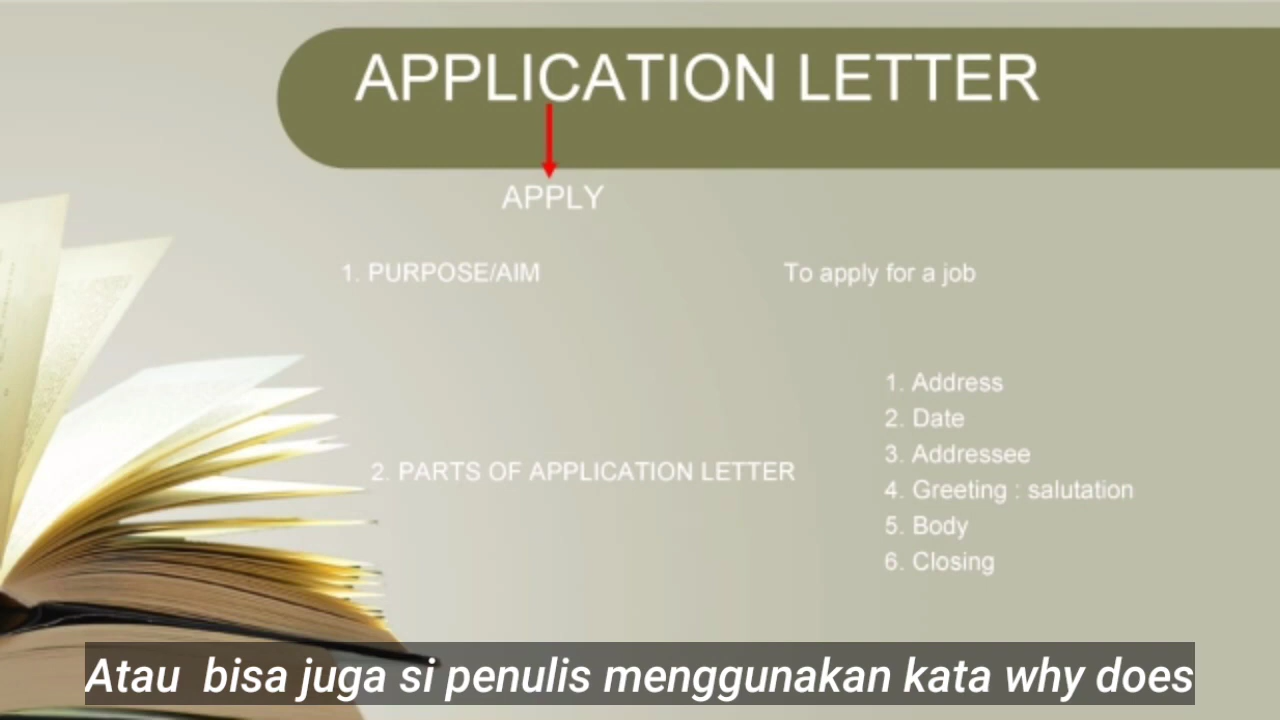 APPLICATION LETTER
APPLY
1. PURPOSE/AIM
To apply for a job
2. PARTS OF APPLICATION LETTER
1. Address
2. Date
3. Addressee
4. Greeting : salutation
5. Body
6. Closing
Atau bisa juga si penulis menggunakan kata why does